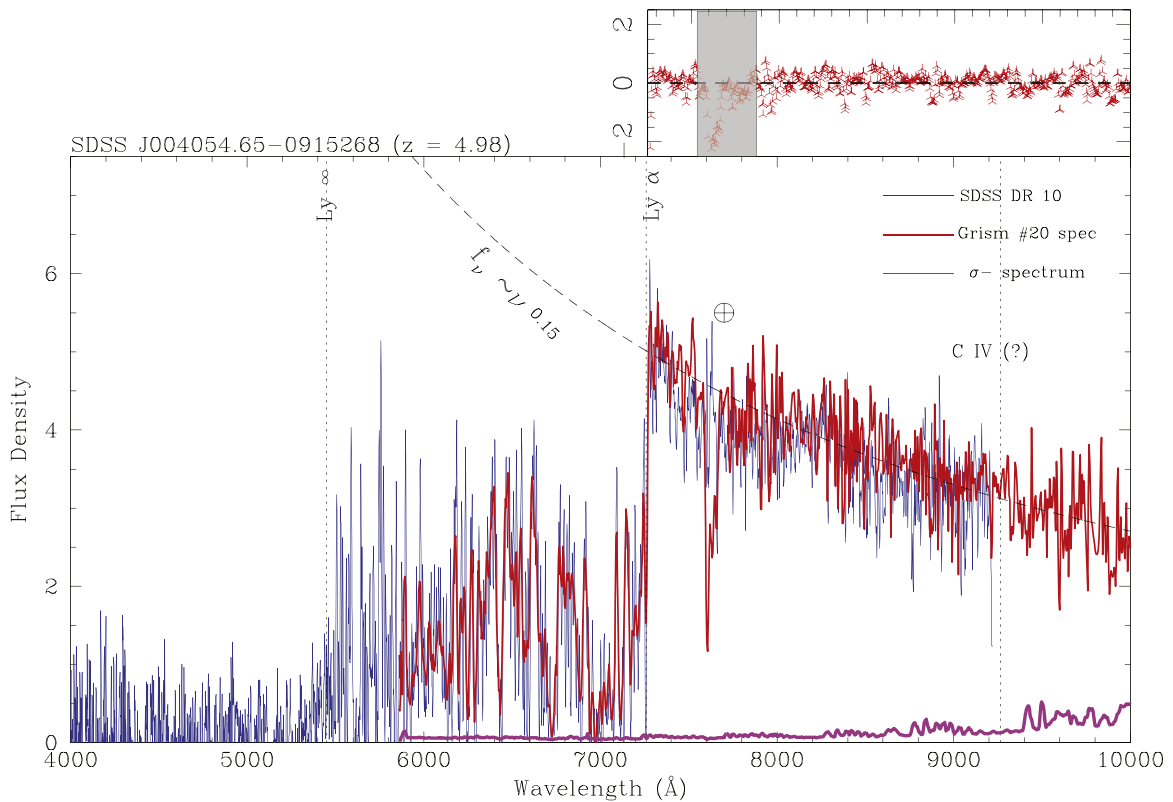 2
0
-2
SDSS J004054.65-0915268 (z = 4.98)
Ly ∞
Ly α
SDSS DR 10
Grism #20 spec
σ- spectrum
f_ν ~ν^0.15
⊕
C IV (?)
6
4
2
0
Flux Density
4000 5000 6000 7000 8000 9000 10000
Wavelength (Å)